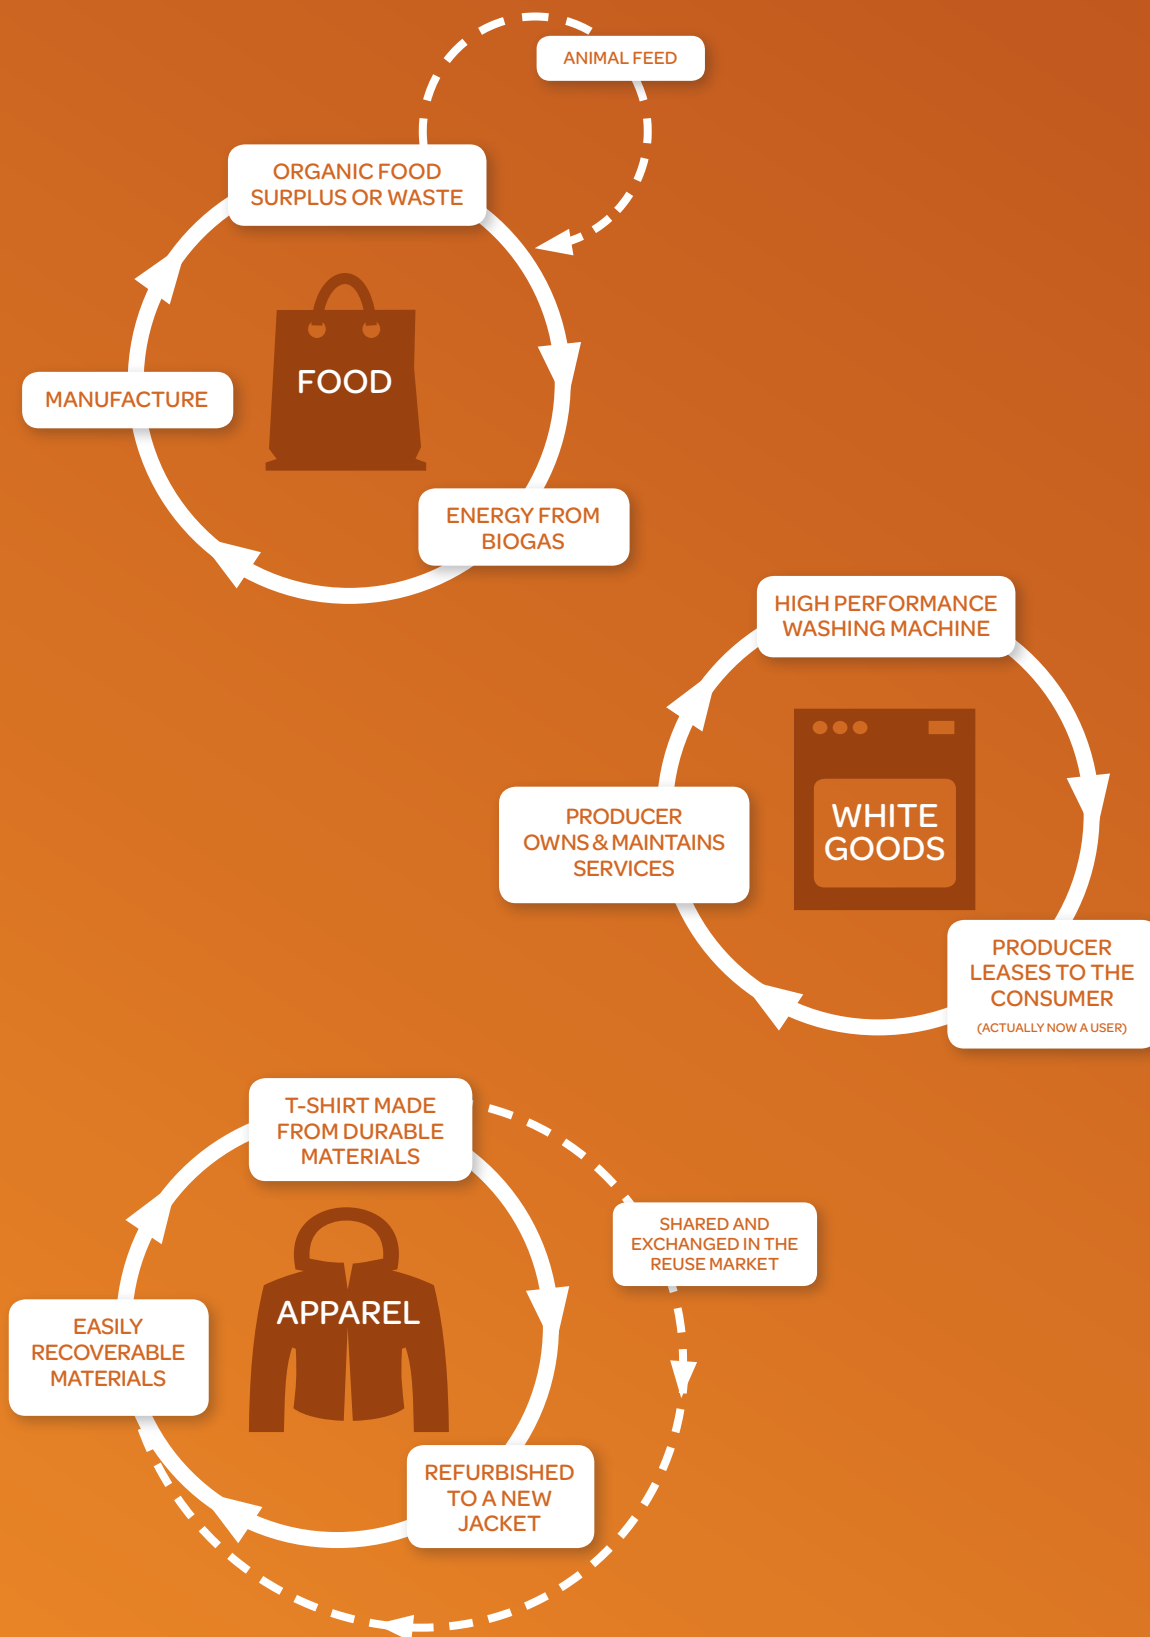 ANIMAL FEED
ORGANIC FOOD
SURPLUS OR WASTE
FOOD
MANUFACTURE
ENERGY FROM
BIOGAS
HIGH PERFORMANCE
WASHING MACHINE
WHITE
GOODS
PRODUCER
OWNS & MAINTAINS
SERVICES
PRODUCER
LEASES TO THE
CONSUMER
(ACTUALLY NOW A USER)
T-SHIRT MADE
FROM DURABLE
MATERIALS
SHARED AND
EXCHANGED IN THE
REUSE MARKET
APPAREL
EASILY
RECOVERABLE
MATERIALS
REFURBISHED
TO A NEW
JACKET